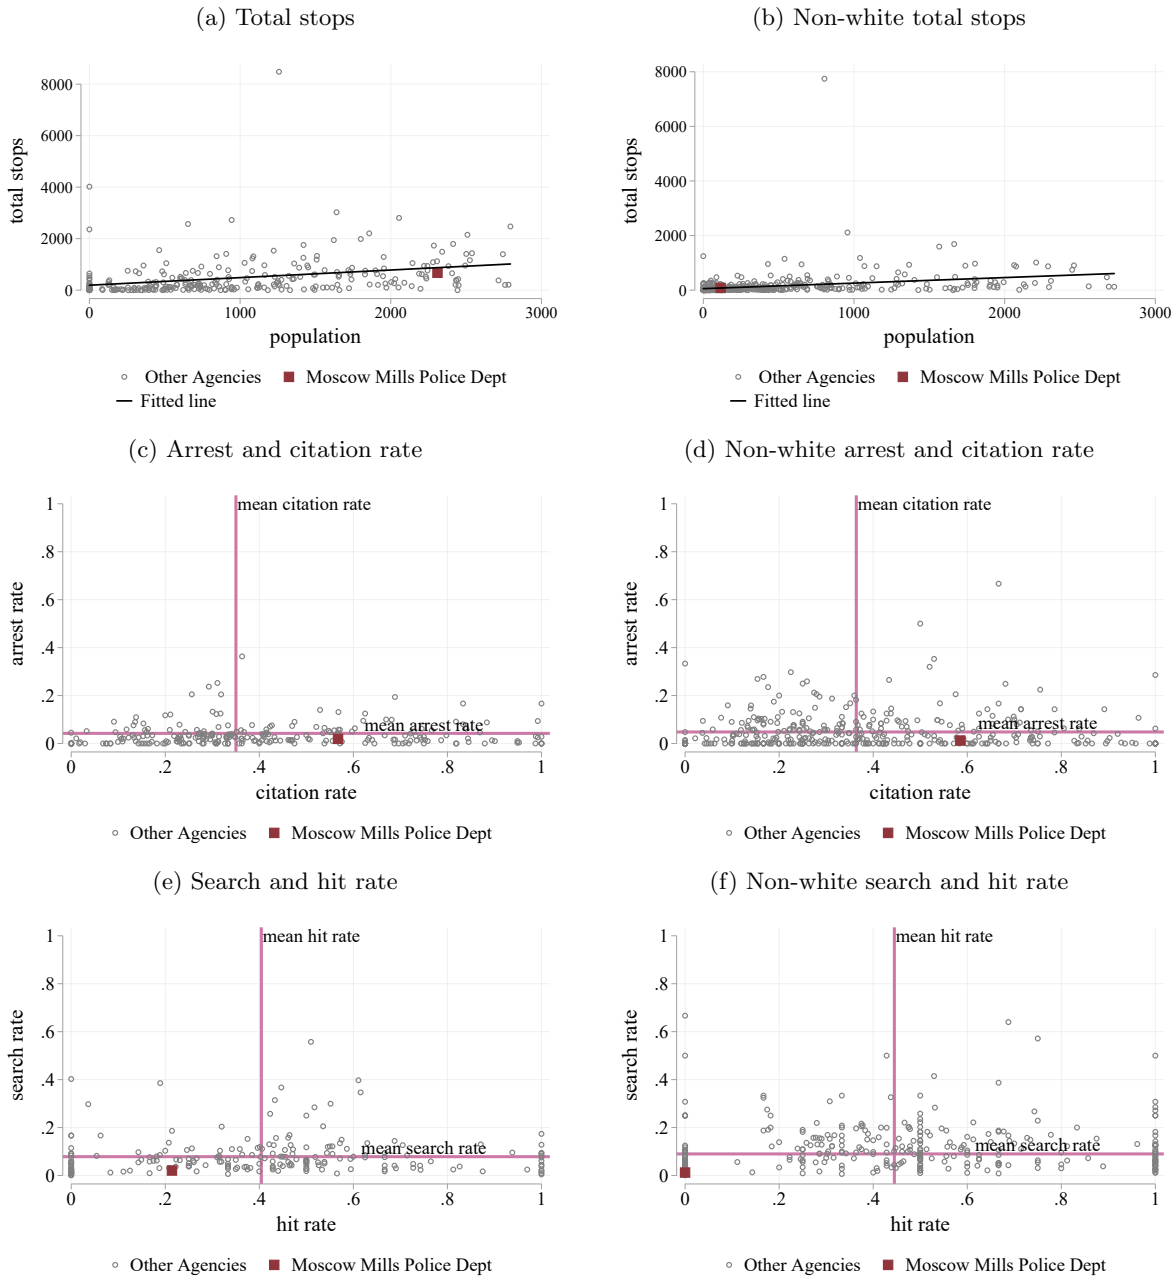 (a) Total stops
(b) Non-white total stops
8000
6000
4000
2000
0
total stops
0 1000 2000 3000
population
Other Agencies Moscow Mills Police Dept
Fitted line
8000
6000
4000
2000
0
total stops
0 1000 2000 3000
population
Other Agencies Moscow Mills Police Dept
Fitted line
(c) Arrest and citation rate
(d) Non-white arrest and citation rate
1
.8
.6
.4
.2
0
arrest rate
mean citation rate
mean arrest rate
0 .2 .4 .6 .8 1
citation rate
Other Agencies Moscow Mills Police Dept
1
.8
.6
.4
.2
0
arrest rate
mean citation rate
mean arrest rate
0 .2 .4 .6 .8 1
citation rate
Other Agencies Moscow Mills Police Dept
(e) Search and hit rate
(f) Non-white search and hit rate
1
.8
.6
.4
.2
0
search rate
mean hit rate
mean search rate
0 .2 .4 .6 .8 1
hit rate
Other Agencies Moscow Mills Police Dept
1
.8
.6
.4
.2
0
search rate
mean hit rate
mean search rate
0 .2 .4 .6 .8 1
hit rate
Other Agencies Moscow Mills Police Dept